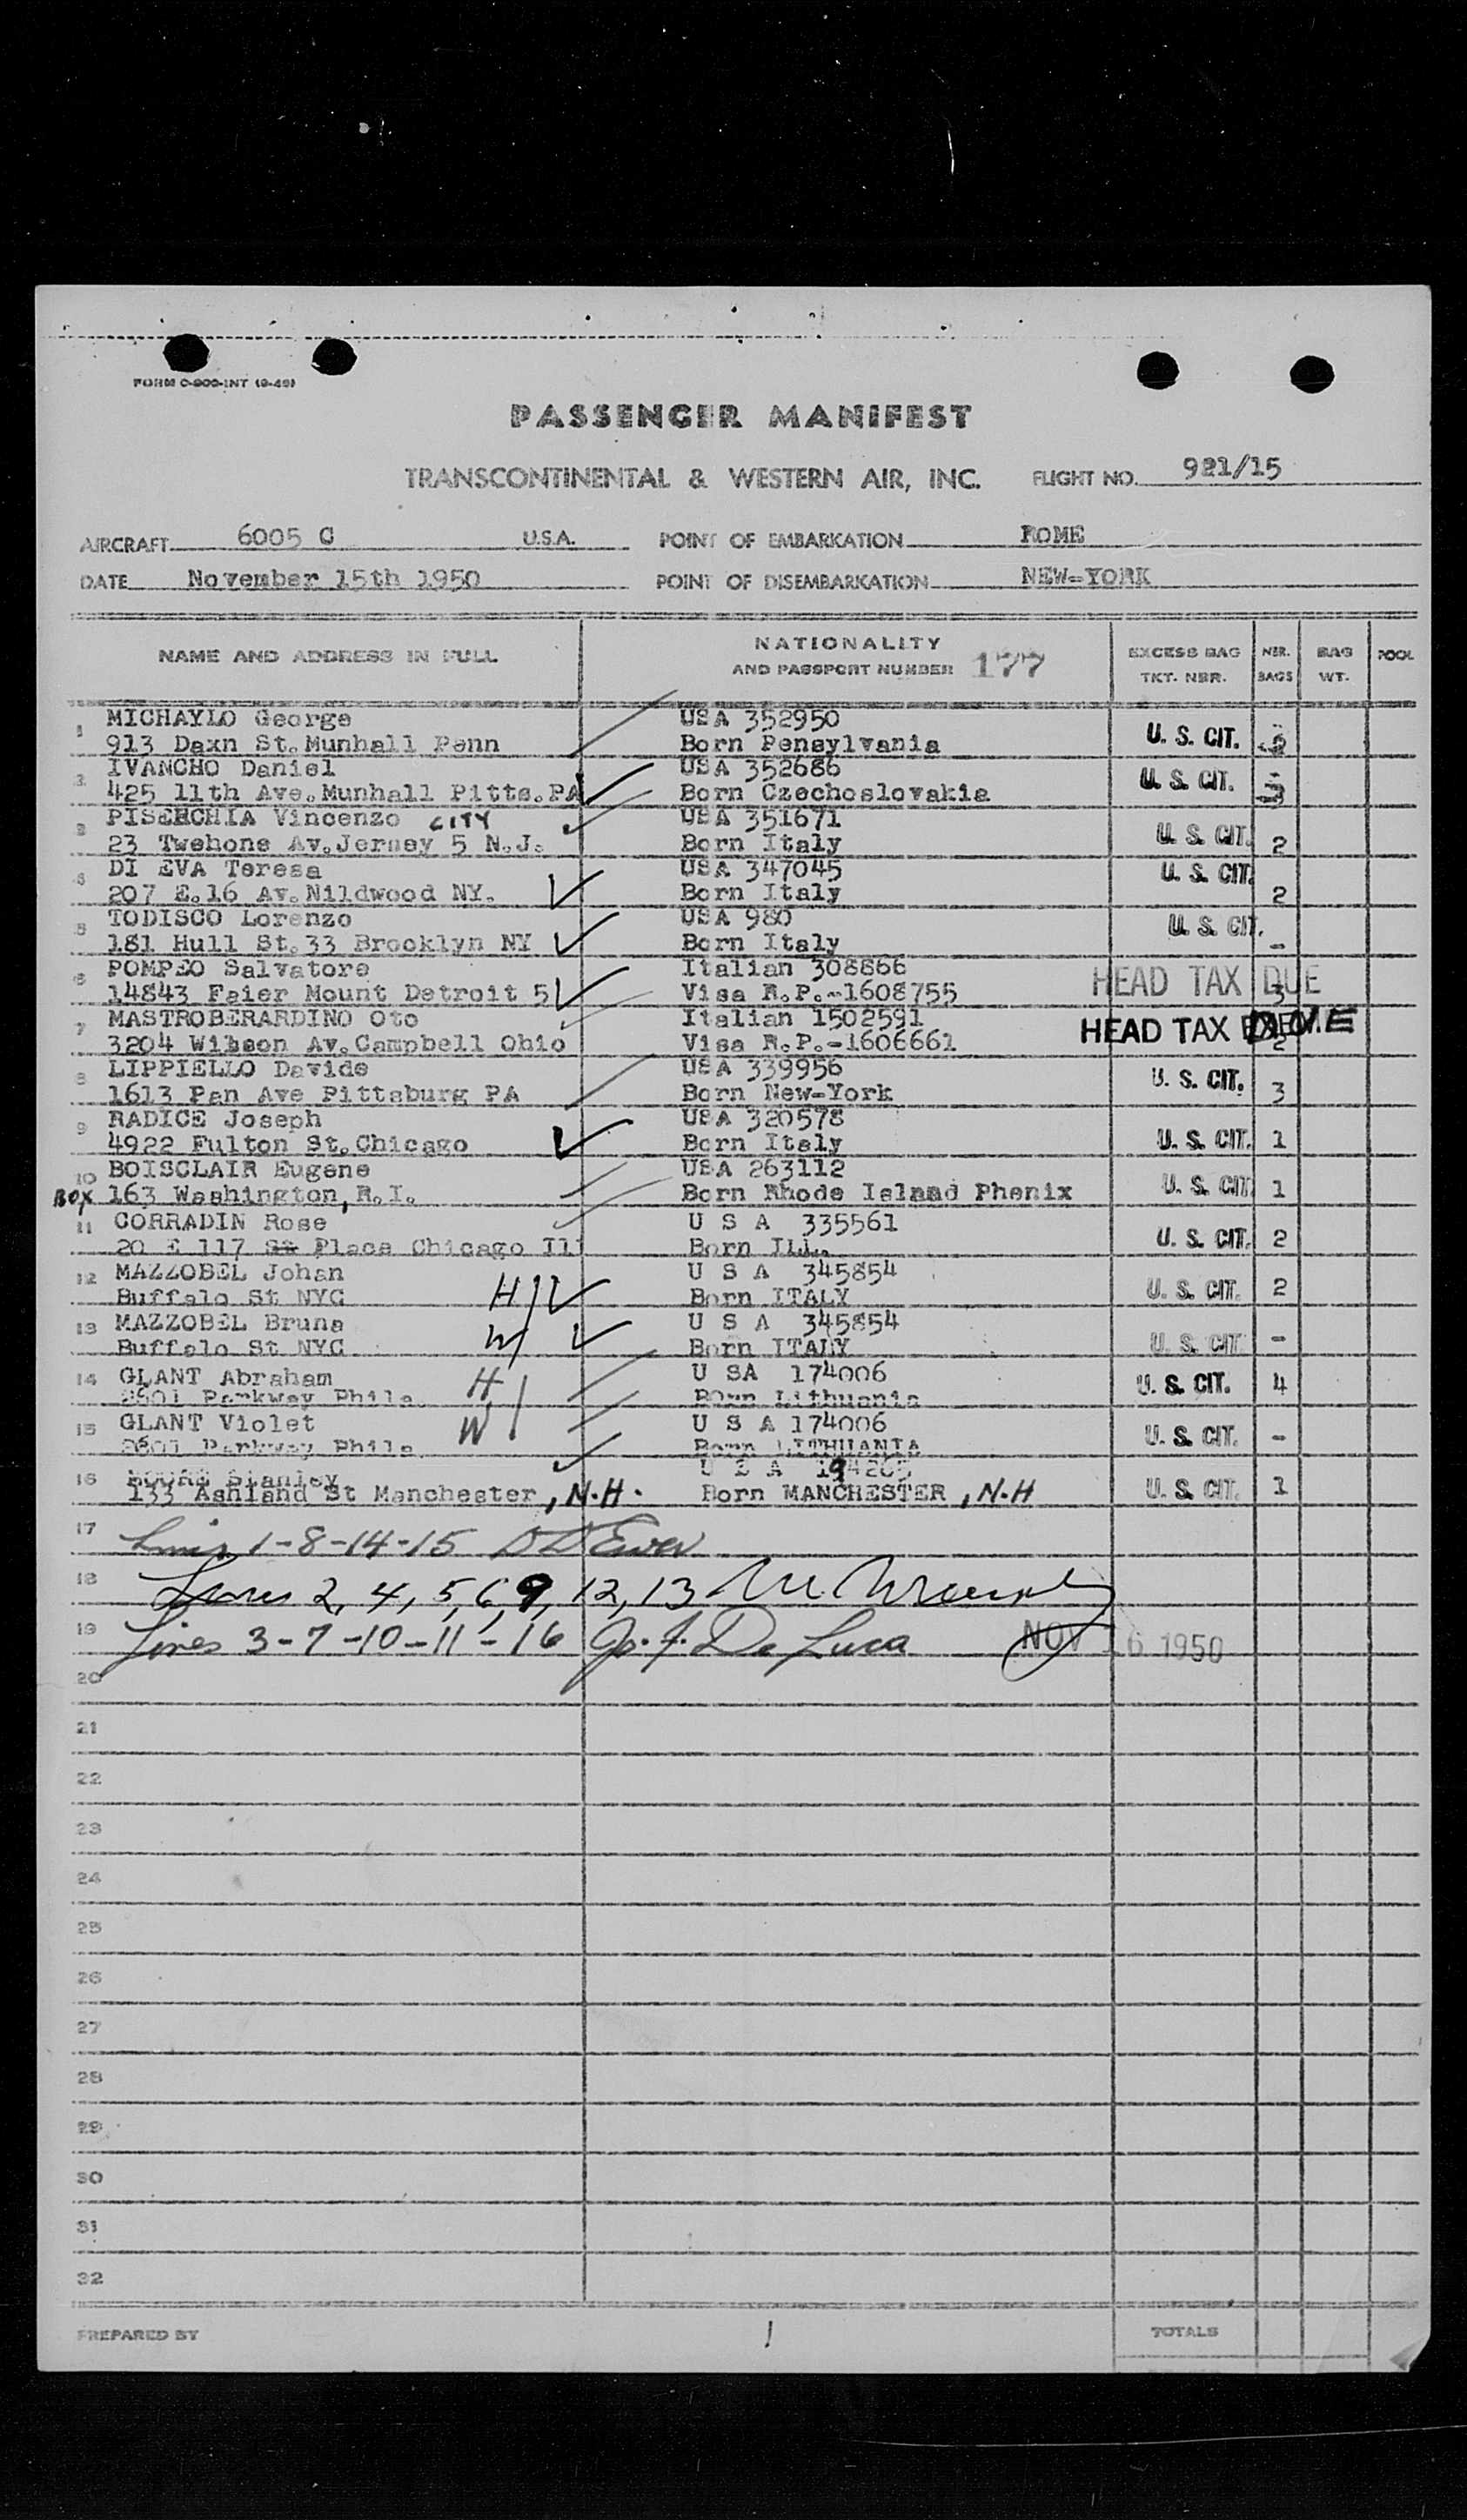 FORM C-900-INT (9-49)
PASSENGER MANIFEST
TRANSCONTINENTAL & WESTERN AIR, INC. FLIGHT NO. 921/15
AIRCRAFT 6005 C U.S.A. POINT OF EMBARKATION ROME
DATE November 15th 1950 POINT OF DISEMBARKATION NEW-YORK
NAME AND ADDRESS IN FULL NATIONALITY AND PASSPORT NUMBER 177 EXCESS BAG TKT. NBR. NBR. BAGS BAG WT. POOL
1 MICHAYLO George USA 352950
913 Daxn St. Munhall Penn Born Pensylvania U. S. CIT.
2 IVANCHO Daniel USA 352686
425 11th Ave. Munhall Pitts. PA Born Czechoslovakia U. S. CIT. 3
3 PISERCHIA Vincenzo CITY USA 351671
23 Twehone Av. Jersey 5 N.J. Born Italy U. S. CIT. 2
4 DI EVA Teresa USA 347045
207 E.16 Av. Nildwood NY. Born Italy U. S. CIT. 2
5 TODISCO Lorenzo USA 980
181 Hull St. 33 Brooklyn NY Born Italy U. S. CIT. -
6 POMPEO Salvatore Italian 308866
14843 Faier Mount Detroit 5 Visa R.P.-1608755 HEAD TAX DUE 3
7 MASTROBERARDINO Oto Italian 1502591
3204 Wilson Av. Campbell Ohio Visa R.P.-1606661 HEAD TAX DUE 2
8 LIPPIELLO Davide USA 339956
1613 Pan Ave Pittsburg PA Born New-York U. S. CIT. 3
9 RADICE Joseph USA 320578
4922 Fulton St. Chicago Born Italy U. S. CIT. 1
10 BOISCLAIR Eugene USA 263112
BOX 163 Washington, R.I. Born Rhode Island Phenix U. S. CIT. 1
11 CORRADIN Rose U S A 335561
20 E 117 St Place Chicago Ill Born ILL. U. S. CIT. 2
12 MAZZOBEL Johan U S A 345854
Buffalo St NYC H Born ITALY U. S. CIT. 2
13 MAZZOBEL Bruna U S A 345854
Buffalo St NYC W Born ITALY U. S. CIT -
14 GLANT Abraham U SA 174006
2601 Parkway Phila. H Born Lithuania U. S. CIT. 4
15 GLANT Violet U S A 174006
2601 Parkway Phila. W Born LITHUANIA U. S. CIT. -
16 Stanley U S A
133 Ashland St Manchester, N.H. Born MANCHESTER, N.H U. S. CIT. 1
17 1-8-14-15
18 Lines 2, 4, 5, 6, 9, 12, 13
19 Lines 3-7-10-11-16 Jo. J. De Luca NOV 16 1950
20
21
22
23
24
25
26
27
28
29
30
31
32
PREPARED BY 1 TOTALS